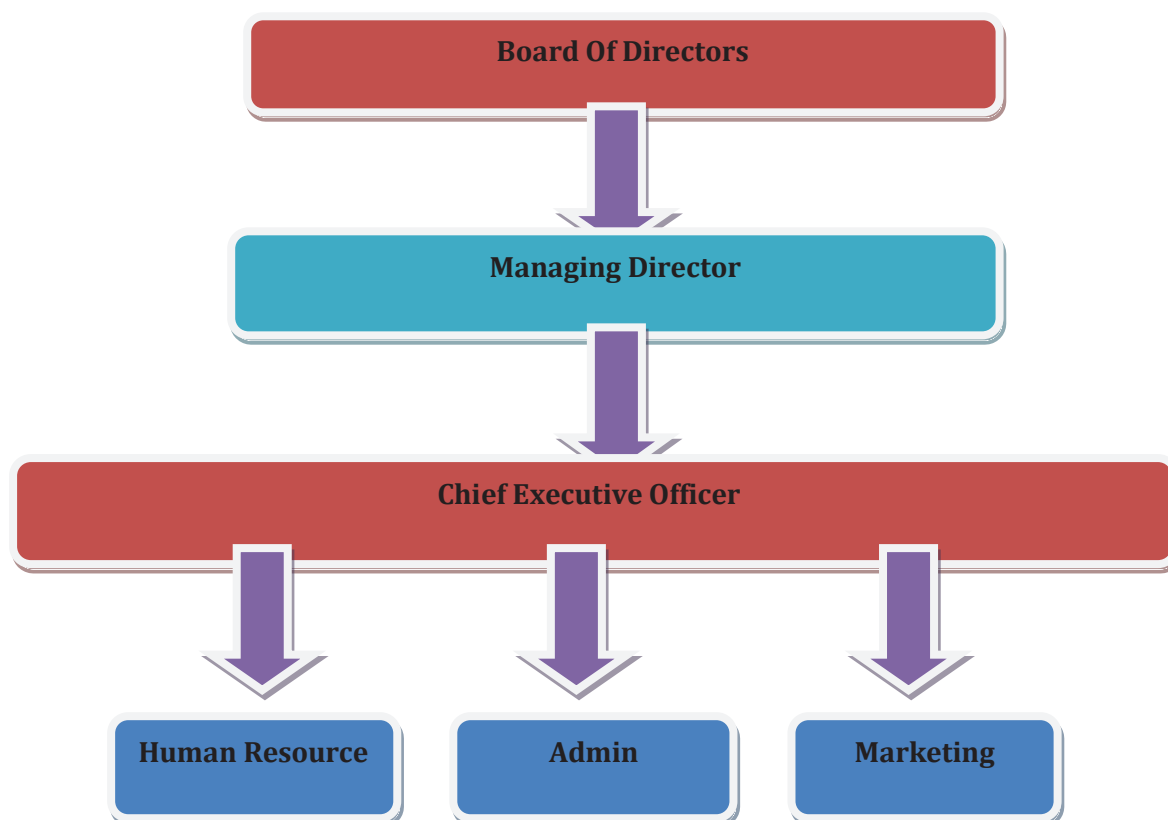 Board Of Directors
Managing Director
Chief Executive Officer
Human Resource
Admin
Marketing